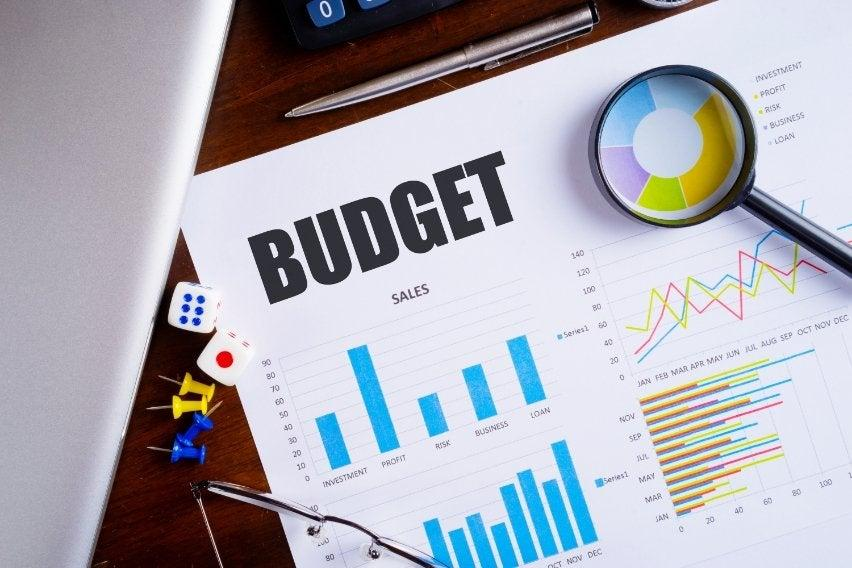 0
BUDGET
INVESTMENT
PROFIT
RISK
BUSINESS
LOAN
SALES
90
80
70
60
50
40
30
20
10
0
INVESTMENT PROFIT RISK BUSINESS LOAN
Series1
140
120
100
80
60
40
20
0
JAN FEB MAR APR MAY JUN JUL AUG SEP OCT NOV DEC
NOV
SEP
JUL
MAY
MAR
JAN
0 20 40 60 80 100
Series1
100
80
OCT NOV DEC